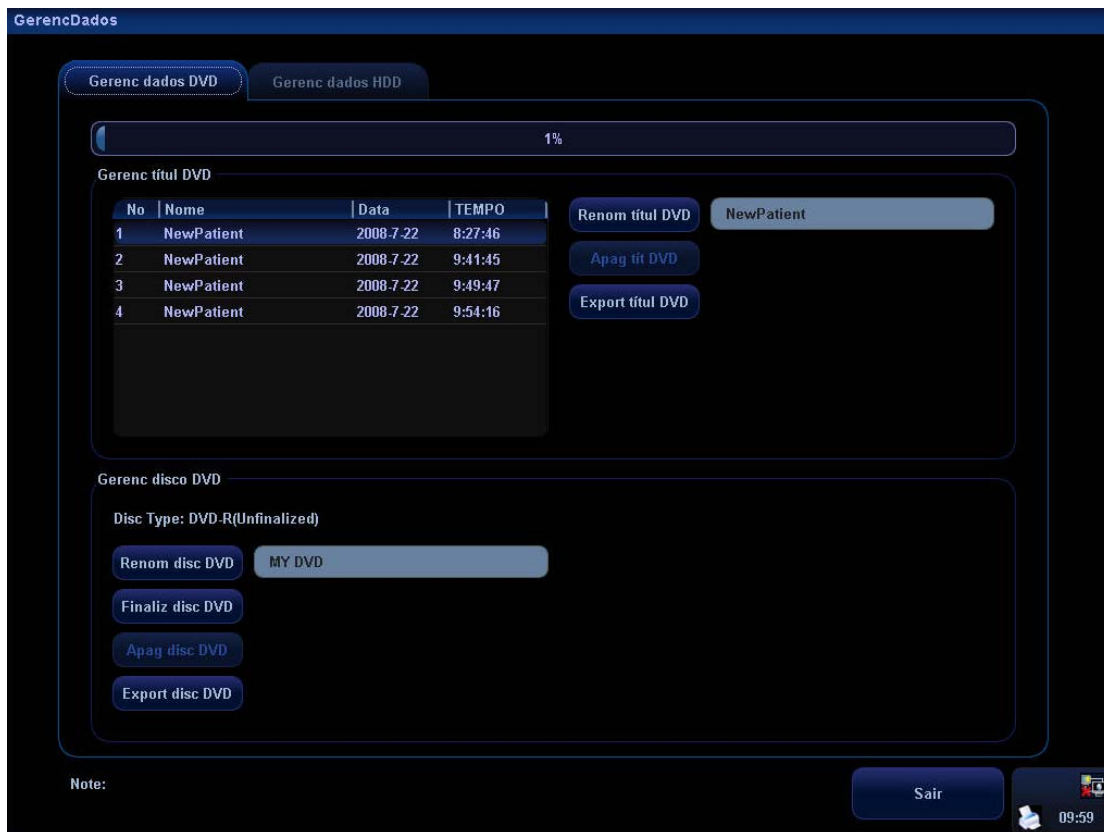 GerencDados
Gerenc dados DVD Gerenc dados HDD
1%
Gerenc títul DVD
No Nome Data TEMPO
1 NewPatient 2008-7-22 8:27:46
2 NewPatient 2008-7-22 9:41:45
3 NewPatient 2008-7-22 9:49:47
4 NewPatient 2008-7-22 9:54:16
Renom títul DVD NewPatient
Apag tít DVD
Export títul DVD
Gerenc disco DVD
Disc Type: DVD-R(Unfinalized)
Renom disc DVD MY DVD
Finaliz disc DVD
Apag disc DVD
Export disc DVD
Note:
Sair
09:59